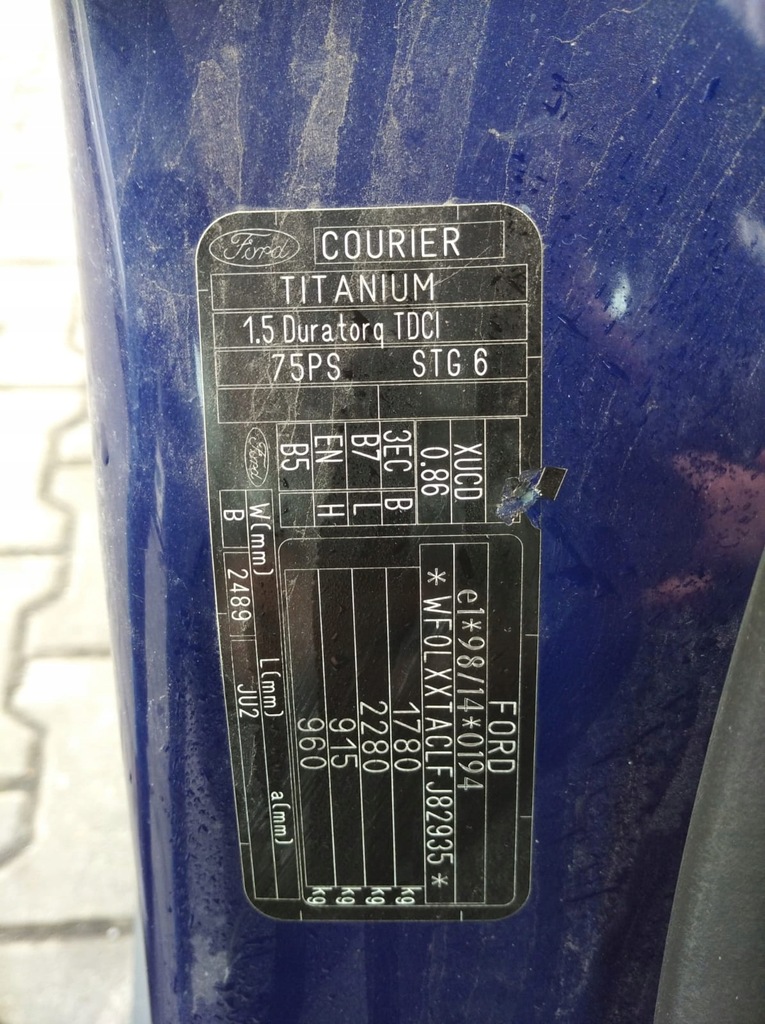 Ford COURIER
TITANIUM
1.5 Duratorq TDCI
75PS STG 6
FORD
e1*98/14*0194
*WF0LXXTACLFJ82935*
1780 kg
2280 kg
915 kg
960 kg
XUCD
0.86
3EC B
B7 L
EN H
B5
Ford
W(mm) L(mm) a(mm)
B 2489 JU2